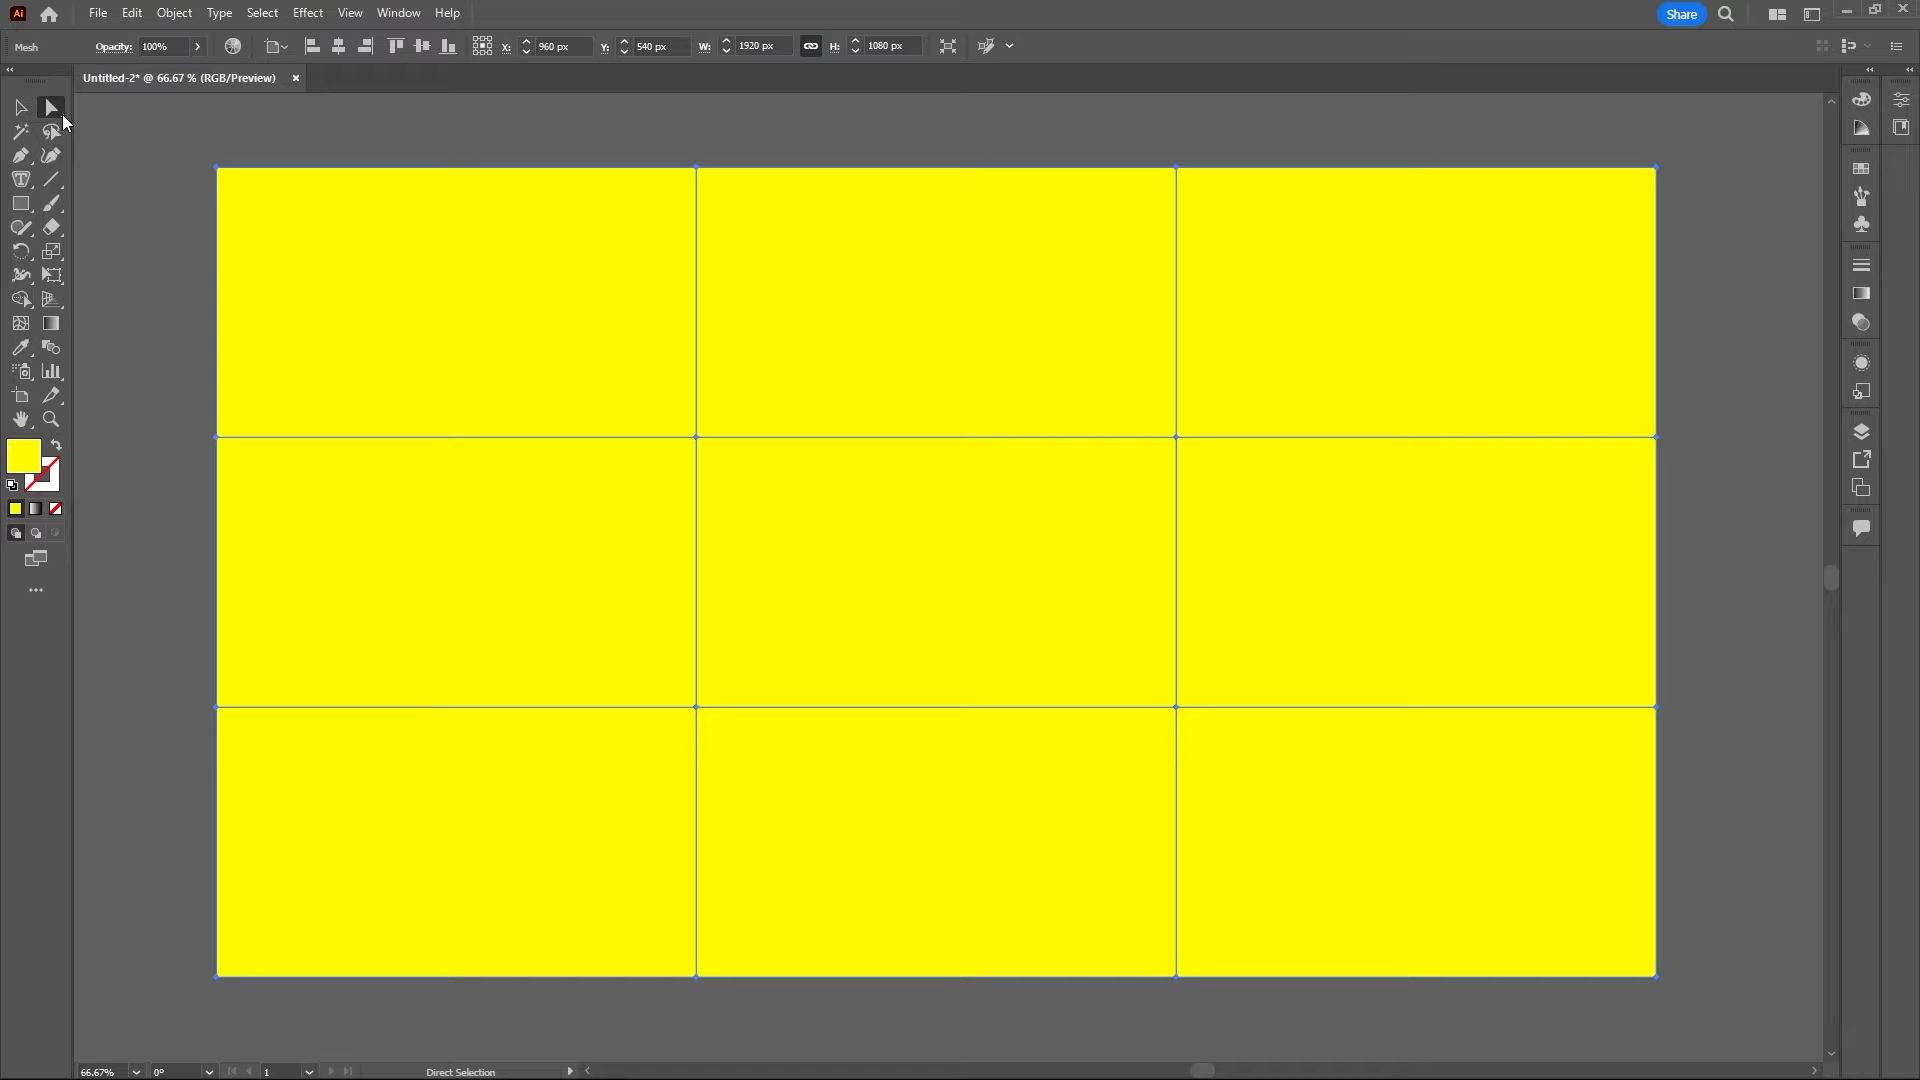 Ai File Edit Object Type Select Effect View Window Help Share
Mesh Opacity: 100% X: 960 px Y: 540 px W: 1920 px H: 1080 px
Untitled-2* @ 66.67 % (RGB/Preview) ×
66.67% 0° 1 Direct Selection